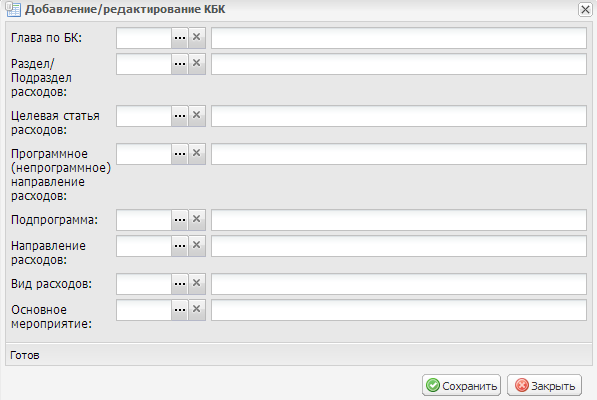 Добавление/редактирование КБК
Глава по БК:
Раздел/
Подраздел
расходов:
Целевая статья
расходов:
Программное
(непрограммное)
направление
расходов:
Подпрограмма:
Направление
расходов:
Вид расходов:
Основное
мероприятие:
Готов
Сохранить Закрыть